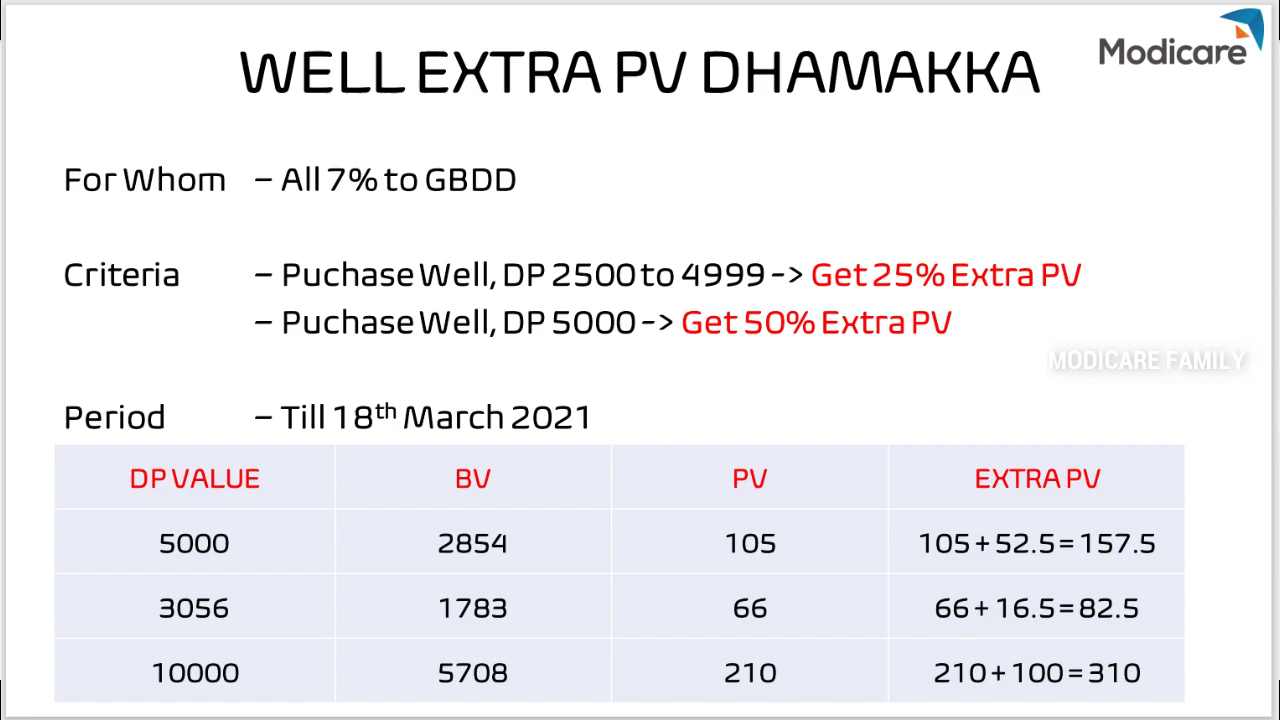 Modicare
WELL EXTRA PV DHAMAKKA
For Whom – All 7% to GBDD
Criteria – Puchase Well, DP 2500 to 4999 -> Get 25% Extra PV
– Puchase Well, DP 5000 -> Get 50% Extra PV
MODICARE FAMILY
Period – Till 18th March 2021
DP VALUE BV PV EXTRA PV
5000 2854 105 105 + 52.5 = 157.5
3056 1783 66 66 + 16.5 = 82.5
10000 5708 210 210 + 100 = 310